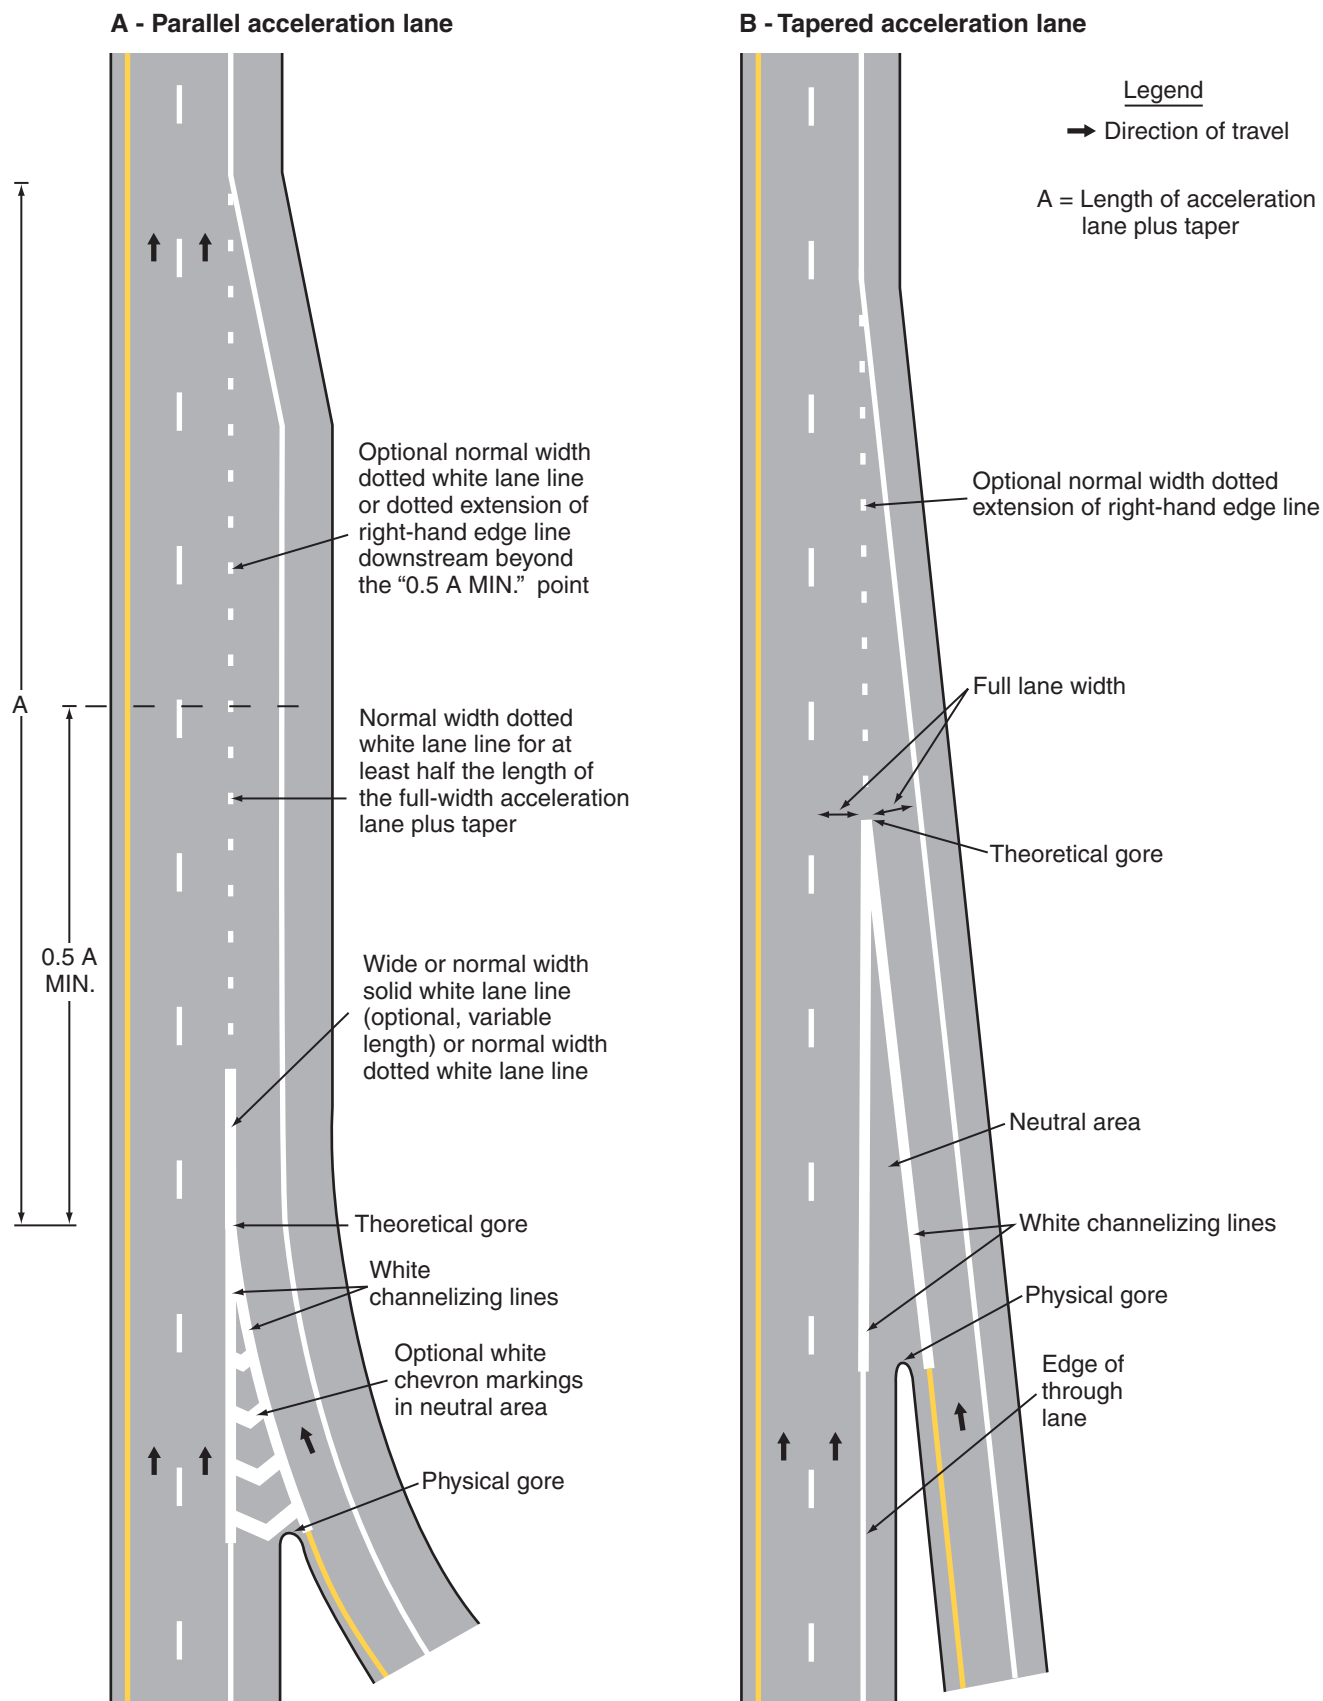 A - Parallel acceleration lane
B - Tapered acceleration lane
Legend
Direction of travel
A = Length of acceleration
lane plus taper
Optional normal width
dotted white lane line
or dotted extension of
right-hand edge line
downstream beyond
the “0.5 A MIN.” point
A
Normal width dotted
white lane line for at
least half the length of
the full-width acceleration
lane plus taper
0.5 A
MIN.
Wide or normal width
solid white lane line
(optional, variable
length) or normal width
dotted white lane line
Theoretical gore
White
channelizing lines
Optional white
chevron markings
in neutral area
Physical gore
Optional normal width dotted
extension of right-hand edge line
Full lane width
Theoretical gore
Neutral area
White channelizing lines
Physical gore
Edge of
through
lane